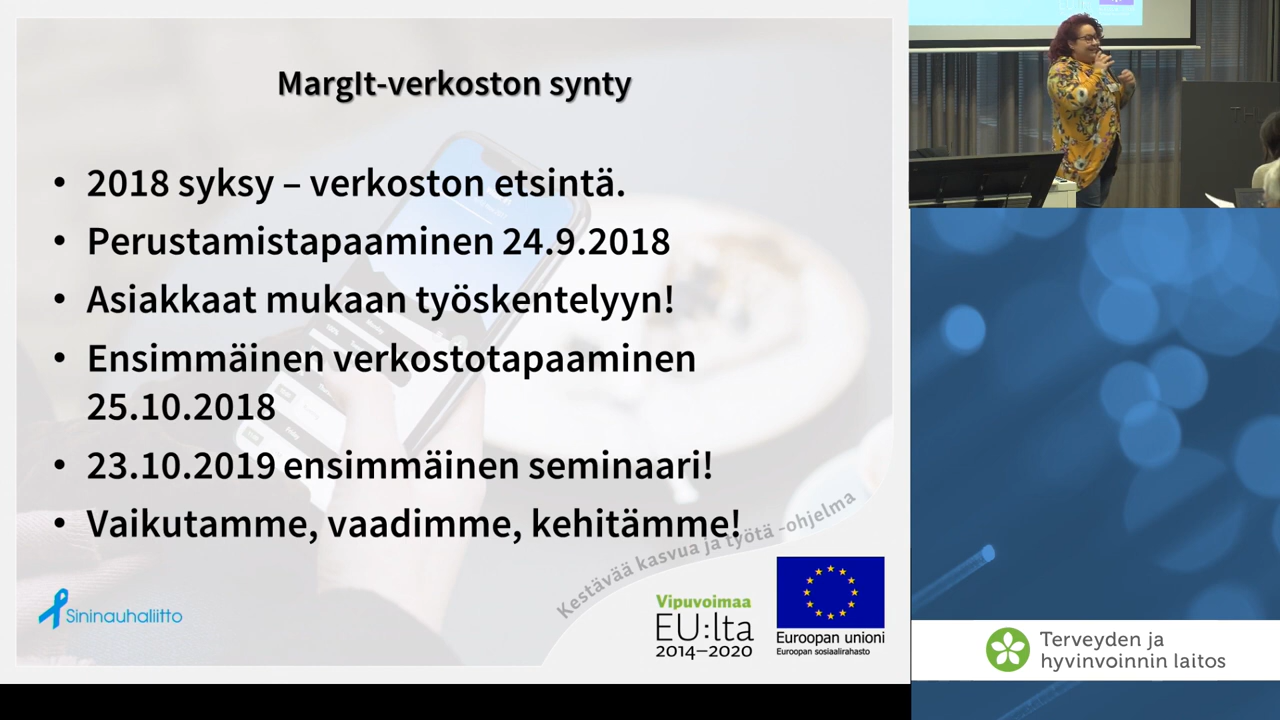 MargIt-verkoston synty
• 2018 syksy – verkoston etsintä.
• Perustamistapaaminen 24.9.2018
• Asiakkaat mukaan työskentelyyn!
• Ensimmäinen verkostotapaaminen
25.10.2018
• 23.10.2019 ensimmäinen seminaari!
• Vaikutamme, vaadimme, kehitämme!
Kestävää kasvua ja työtä -ohjelma
Sininauhaliitto
Vipuvoimaa
EU:lta
2014–2020
Euroopan unioni
Euroopan sosiaalirahasto
Terveyden ja
hyvinvoinnin laitos